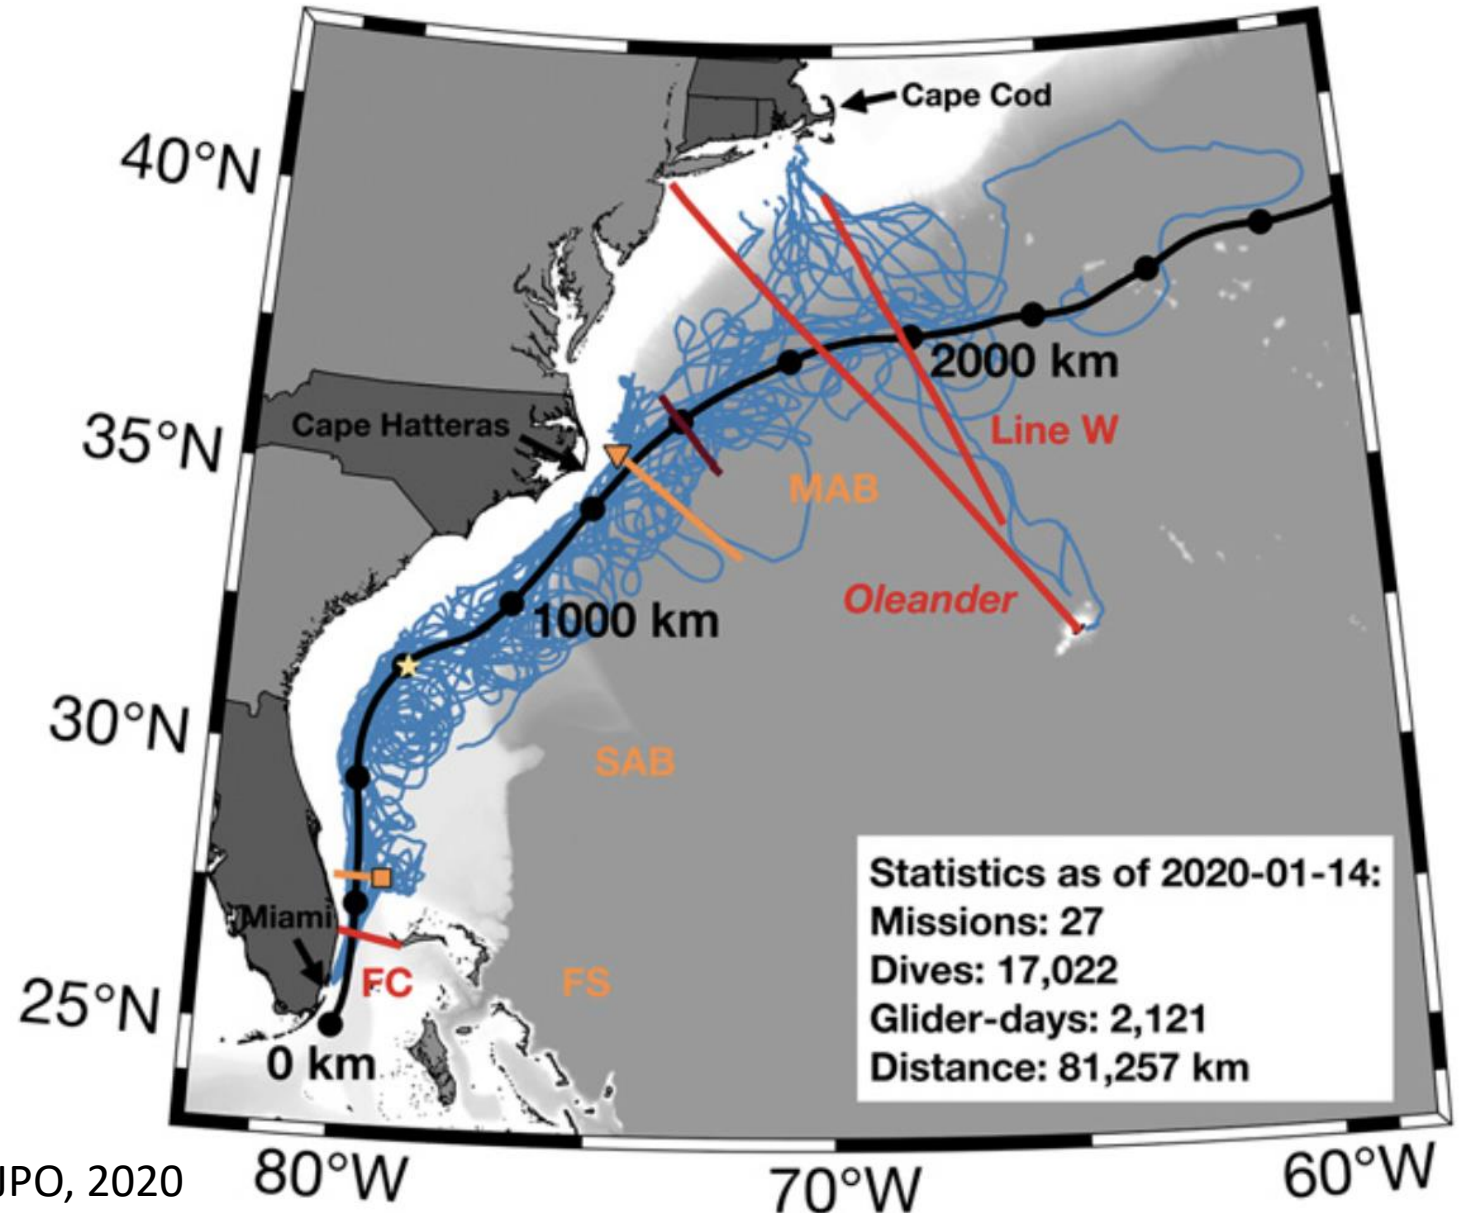 Cape Cod
40°N
2000 km
Line W
35°N
Cape Hatteras
MAB
Oleander
1000 km
30°N
SAB
Statistics as of 2020-01-14:
Missions: 27
Dives: 17,022
Glider-days: 2,121
Distance: 81,257 km
Miami
FC
FS
25°N
0 km
80°W
70°W
60°W
JPO, 2020